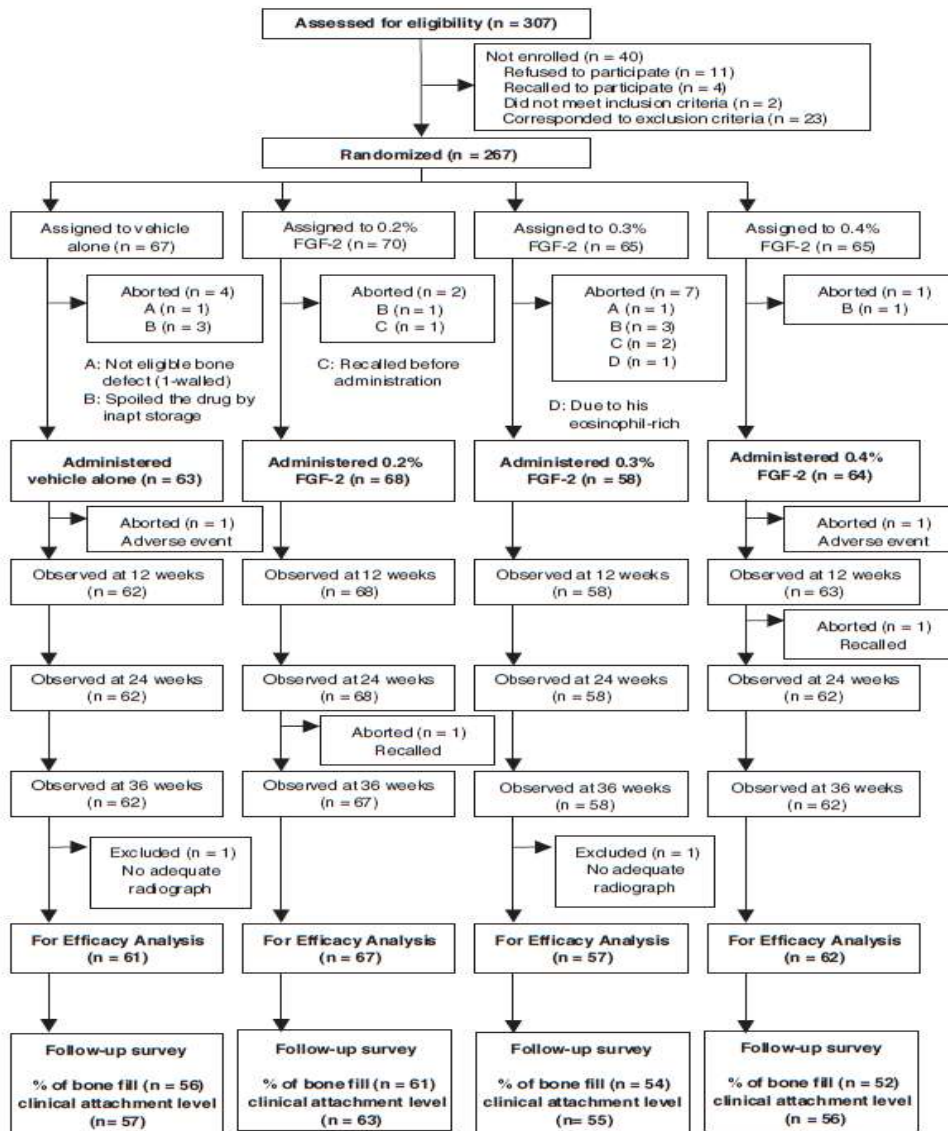 Assessed for eligibility (n = 307)
Not enrolled (n = 40)
Refused to participate (n = 11)
Recalled to participate (n = 4)
Did not meet inclusion criteria (n = 2)
Corresponded to exclusion criteria (n = 23)
Randomized (n = 267)
Assigned to vehicle
alone (n = 67)
Assigned to 0.2%
FGF-2 (n = 70)
Assigned to 0.3%
FGF-2 (n = 65)
Assigned to 0.4%
FGF-2 (n = 65)
Aborted (n = 4)
A (n = 1)
B (n = 3)
Aborted (n = 2)
B (n = 1)
C (n = 1)
Aborted (n = 7)
A (n = 1)
B (n = 3)
C (n = 2)
D (n = 1)
Aborted (n = 1)
B (n = 1)
A: Not eligible bone
defect (1-walled)
B: Spoiled the drug by
inapt storage
C: Recalled before
administration
D: Due to his
eosinophil-rich
Administered
vehicle alone (n = 63)
Administered 0.2%
FGF-2 (n = 68)
Administered 0.3%
FGF-2 (n = 58)
Administered 0.4%
FGF-2 (n = 64)
Aborted (n = 1)
Adverse event
Aborted (n = 1)
Adverse event
Observed at 12 weeks
(n = 62)
Observed at 12 weeks
(n = 68)
Observed at 12 weeks
(n = 58)
Observed at 12 weeks
(n = 63)
Aborted (n = 1)
Recalled
Observed at 24 weeks
(n = 62)
Observed at 24 weeks
(n = 68)
Observed at 24 weeks
(n = 58)
Observed at 24 weeks
(n = 62)
Aborted (n = 1)
Recalled
Observed at 36 weeks
(n = 62)
Observed at 36 weeks
(n = 67)
Observed at 36 weeks
(n = 58)
Observed at 36 weeks
(n = 62)
Excluded (n = 1)
No adequate
radiograph
Excluded (n = 1)
No adequate
radiograph
For Efficacy Analysis
(n = 61)
For Efficacy Analysis
(n = 67)
For Efficacy Analysis
(n = 57)
For Efficacy Analysis
(n = 62)
Follow-up survey
% of bone fill (n = 56)
clinical attachment level
(n= 57)
Follow-up survey
% of bone fill (n = 61)
clinical attachment level
(n = 63)
Follow-up survey
% of bone fill (n = 54)
clinical attachment level
(n = 55)
Follow-up survey
% of bone fill (n = 52)
clinical attachment level
(n = 56)